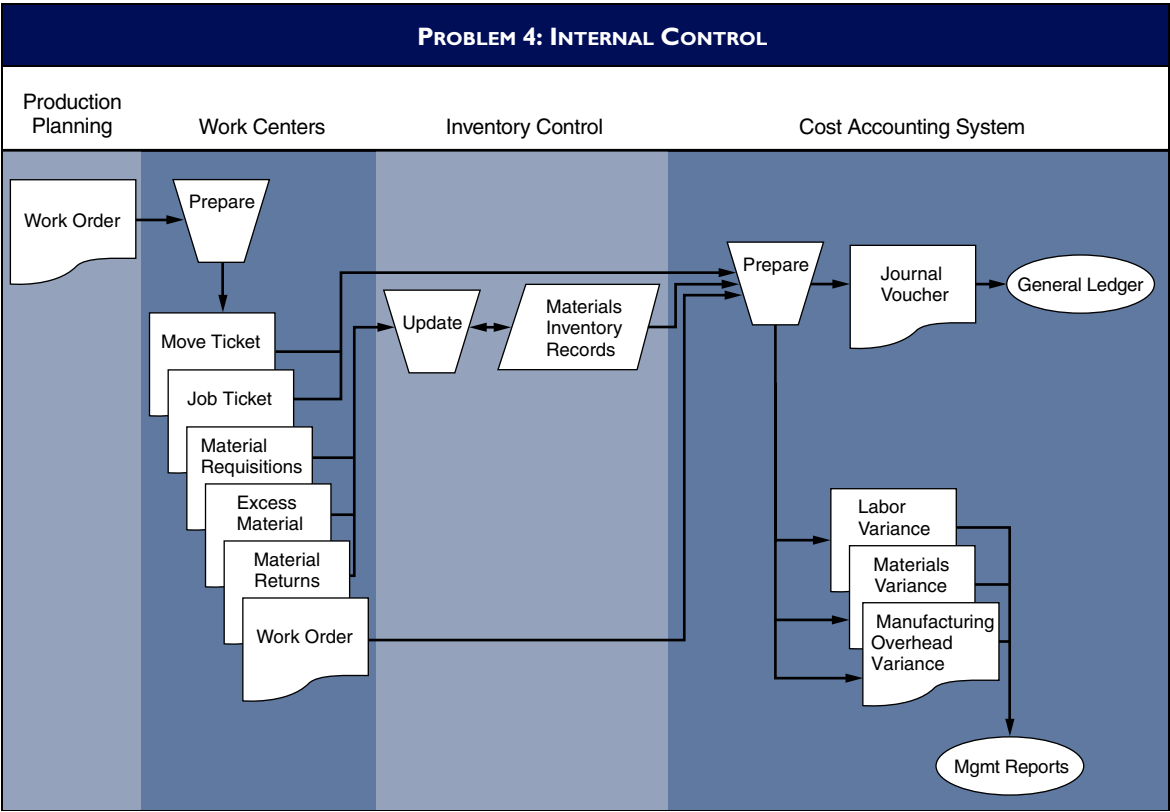 PROBLEM 4: INTERNAL CONTROL
Production
Planning
Work Centers
Inventory Control
Cost Accounting System
Work Order
Prepare
Move Ticket
Job Ticket
Material
Requisitions
Excess
Material
Material
Returns
Work Order
Update
Materials
Inventory
Records
Prepare
Journal
Voucher
General Ledger
Labor
Variance
Materials
Variance
Manufacturing
Overhead
Variance
Mgmt Reports